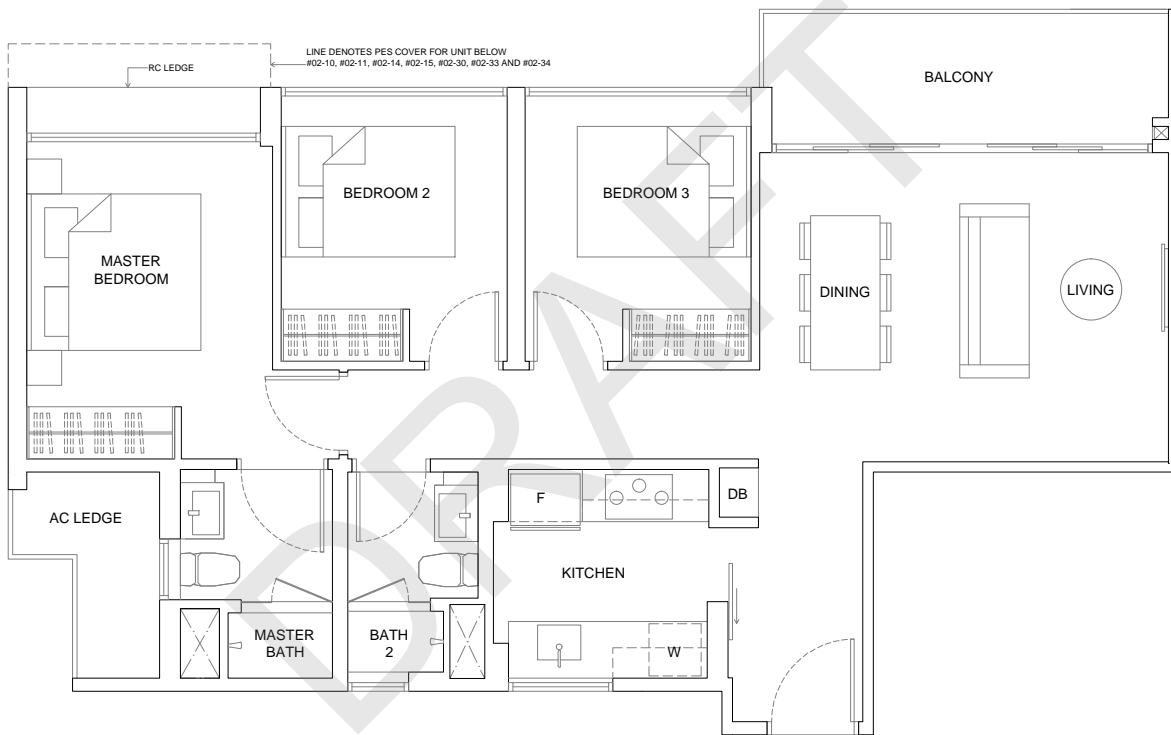 BALCONY
LINE DENOTES PES COVER FOR UNIT BELOW
#02-10, #02-11, #02-14, #02-15, #02-30, #02-33 AND #02-34
RC LEDGE
BEDROOM 2
BEDROOM 3
MASTER
BEDROOM
DINING
LIVING
AC LEDGE
F
DB
KITCHEN
MASTER
BATH
BATH
2
W
DRAFT